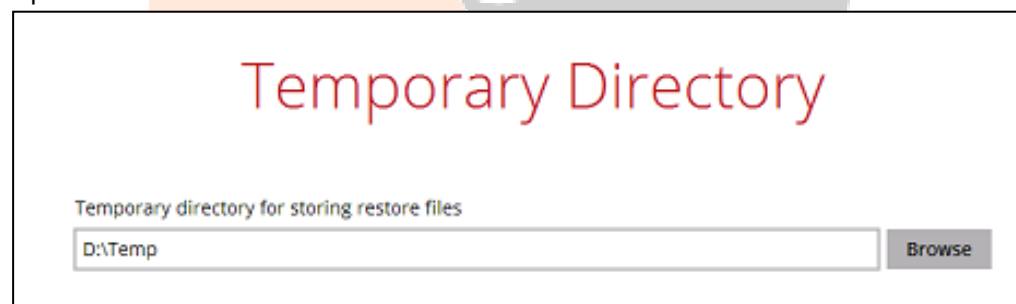 Temporary Directory
Temporary directory for storing restore files
D:\Temp
Browse